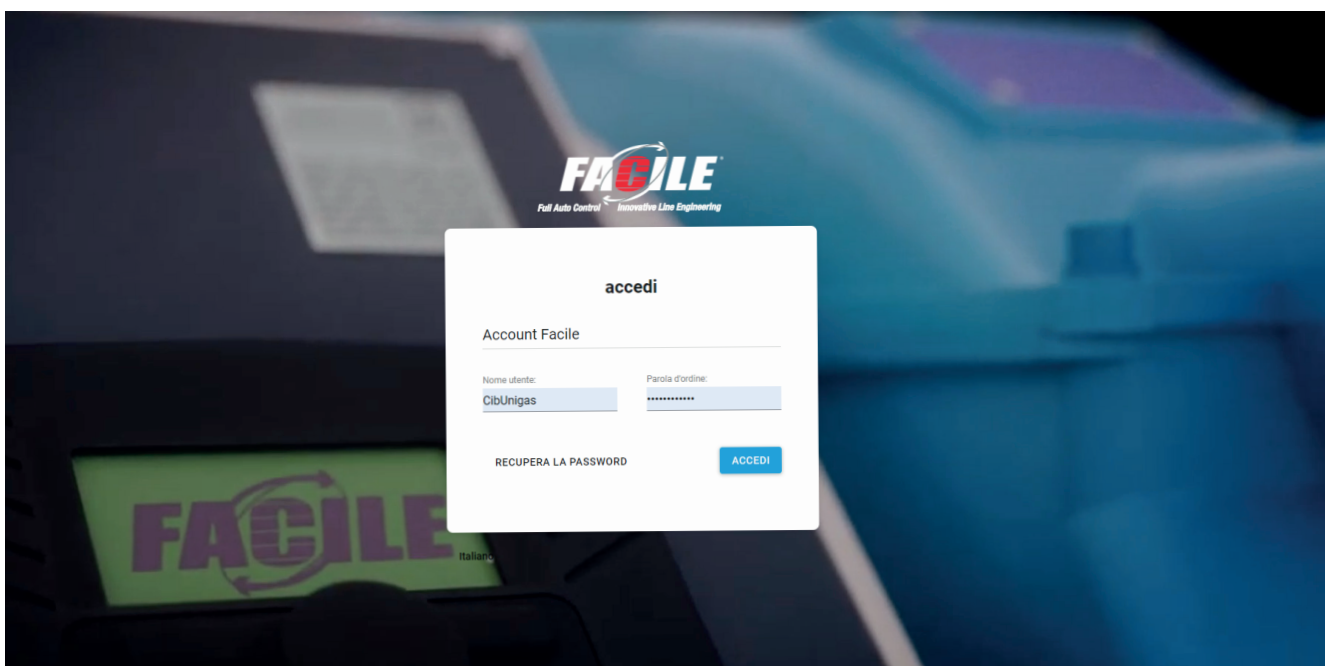 FACILE
Full Auto Control Innovative Line Engineering
accedi
Account Facile
Nome utente: Parola d'ordine:
CibUnigas ••••••••••••
RECUPERA LA PASSWORD ACCEDI
FACILE
Italiano